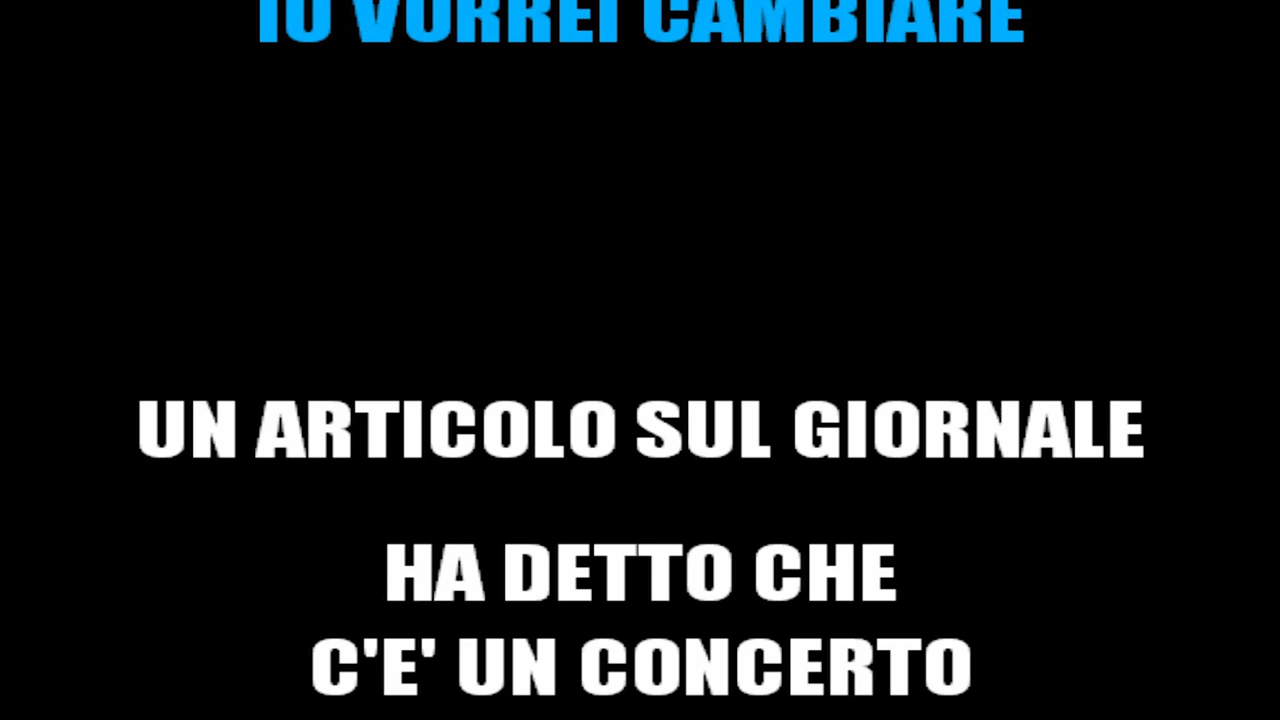 IO VORREI CAMBIARE
UN ARTICOLO SUL GIORNALE
HA DETTO CHE
C'E' UN CONCERTO